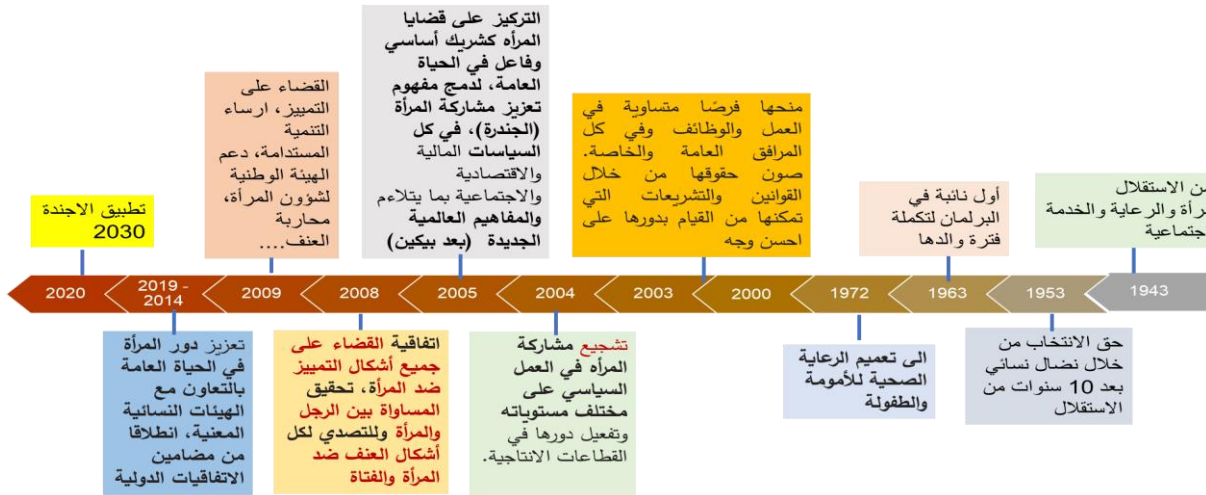 من الاستقلال
رأة والرعاية والخدمة
جتماعية
أول نائبة في
البرلمان لتكملة
فترة والدها
منحها فرصًا متساوية في
العمل والوظائف وفي كل
المرافق العامة والخاصة.
صون حقوقها من خلال
القوانين والتشريعات التي
تمكنها من القيام بدورها على
احسن وجه
التركيز على قضايا
المرأه كشريك أساسي
وفاعل في الحياة
العامة، لدمج مفهوم
تعزيز مشاركة المرأة
(الجندرة)، في كل
السياسات المالية
والاقتصادية
والاجتماعية بما يتلاءم
والمفاهيم العالمية
الجديدة (بعد بيكين)
القضاء على
التمييز، ارساء
التنمية
المستدامة، دعم
الهيئة الوطنية
لشؤون المرأة،
محاربة
العنف....
تطبيق الاجندة
2030
1943
1953
1963
1972
2000
2003
2004
2005
2008
2009
2019 -
2014
2020
حق الانتخاب من
خلال نضال نسائي
بعد 10 سنوات من
الاستقلال
الى تعميم الرعاية
الصحية للأمومة
والطفولة
تشجيع مشاركة
المرأه في العمل
السياسي على
مختلف مستوياته
وتفعيل دورها في
القطاعات الانتاجية.
اتفاقية القضاء على
جميع أشكال التمييز
ضد المرأة، تحقيق
المساواة بين الرجل
والمرأة وللتصدي لكل
أشكال العنف ضد
المرأة والفتاة
تعزيز دور المرأة
في الحياة العامة
بالتعاون مع
الهيئات النسائية
المعنية، انطلاقا
من مضامين
الاتفاقيات الدولية